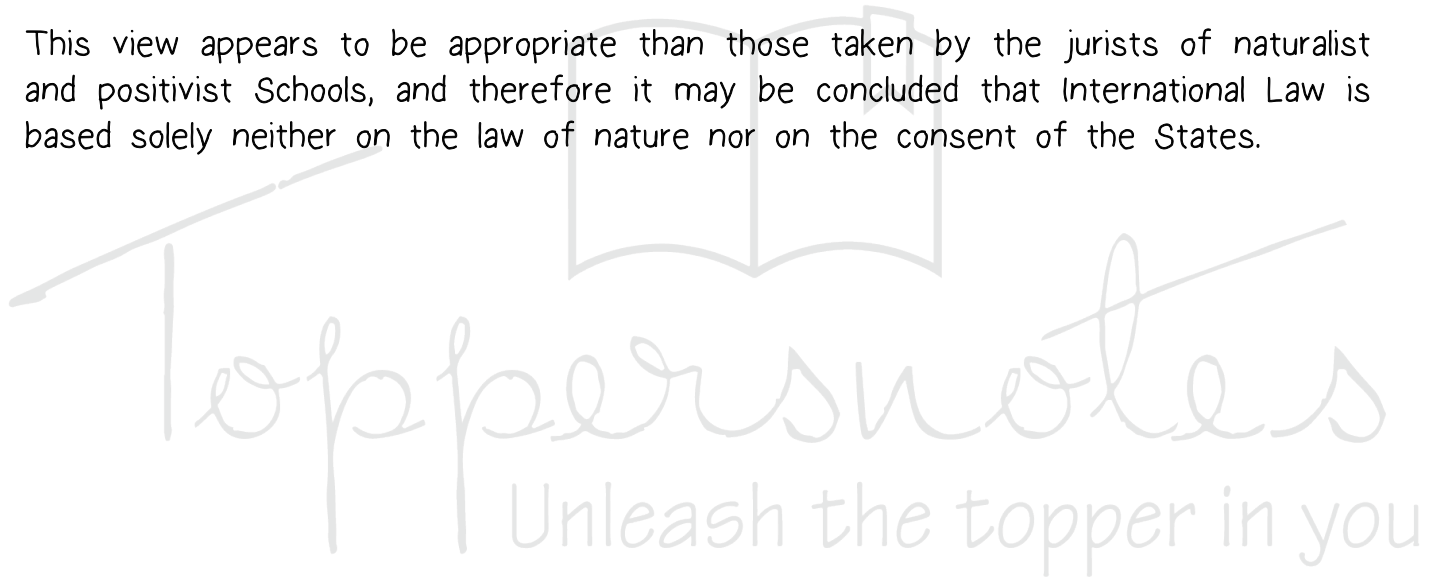 This view appears to be appropriate than those taken by the jurists of naturalist
and positivist Schools, and therefore it may be concluded that International Law is
based solely neither on the law of nature nor on the consent of the States.
Toppersnotes
Unleash the topper in you